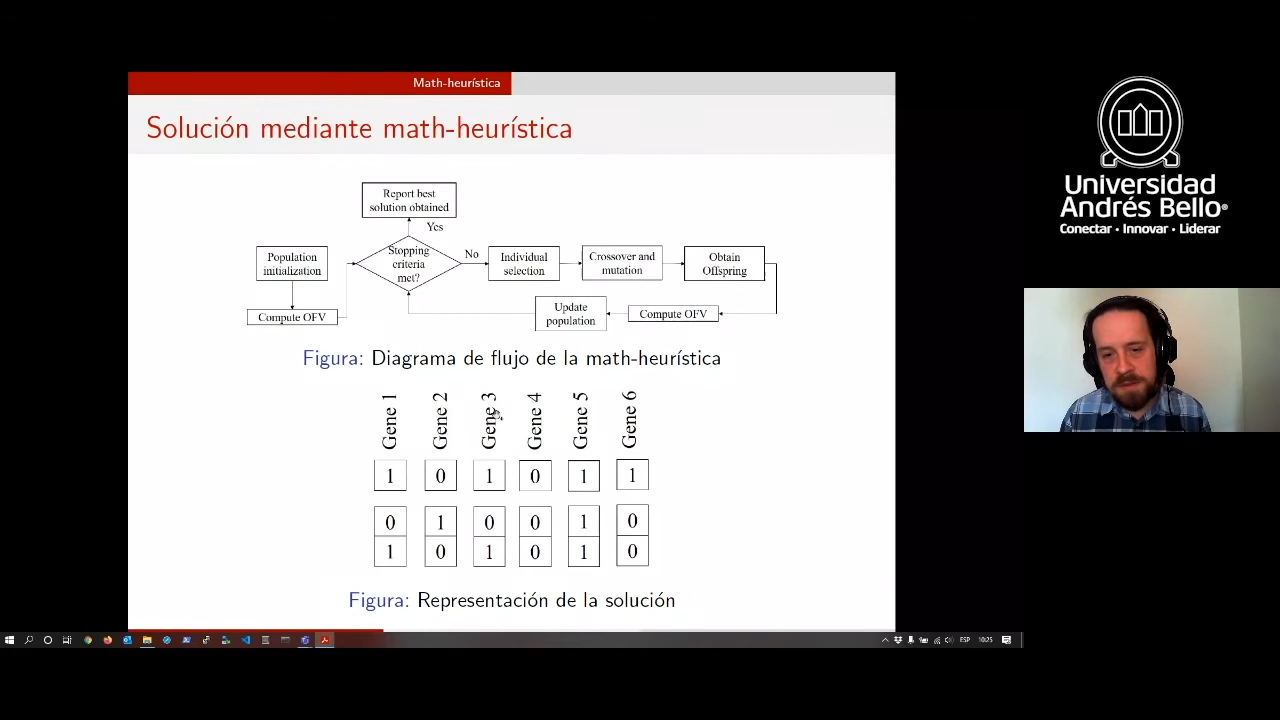 Math-heurística
Solución mediante math-heurística
Report best
solution obtained
Yes
Population
initialization
Stopping
criteria
met?
No
Individual
selection
Crossover and
mutation
Obtain
Offspring
Compute OFV
Update
population
Compute OFV
Figura: Diagrama de flujo de la math-heurística
Gene 1 Gene 2 Gene 3 Gene 4 Gene 5 Gene 6
1 0 1 0 1 1
0 1 0 0 1 0
1 0 1 0 1 0
Figura: Representación de la solución
ESP 10:25
Universidad
Andrés Bello®
Conectar • Innovar • Liderar